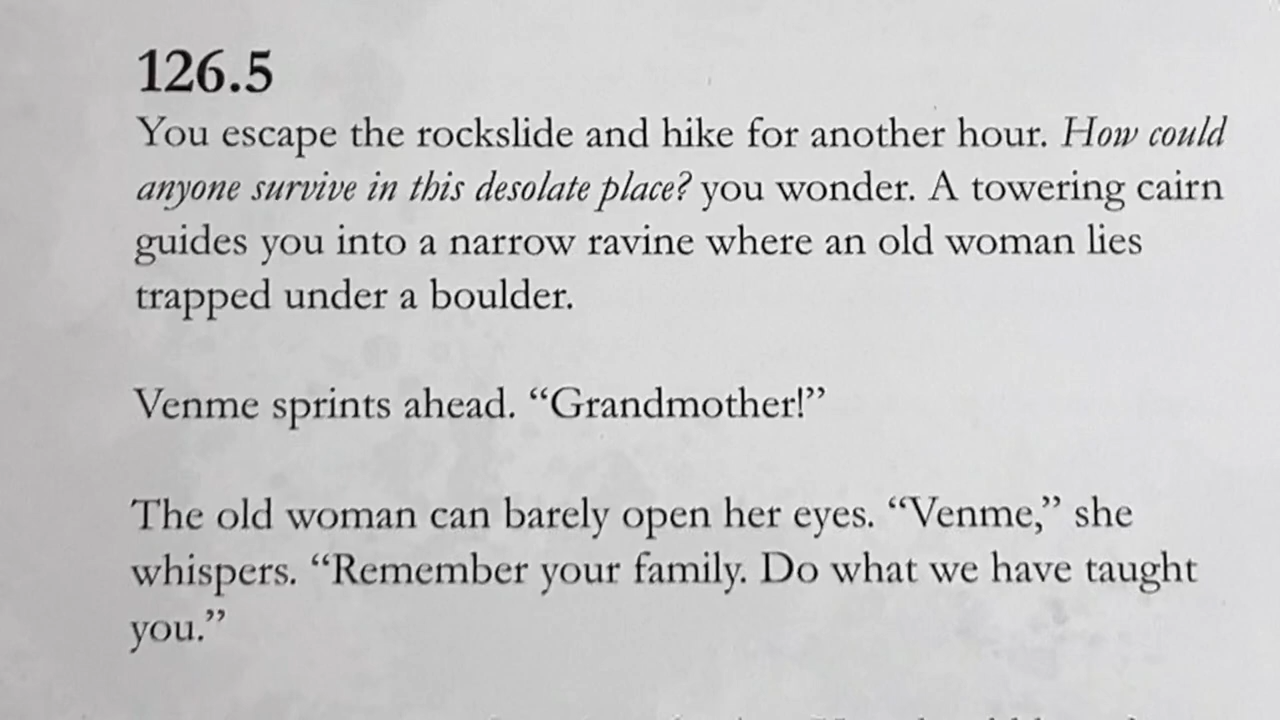 126.5
You escape the rockslide and hike for another hour. How could
anyone survive in this desolate place? you wonder. A towering cairn
guides you into a narrow ravine where an old woman lies
trapped under a boulder.
Venme sprints ahead. “Grandmother!”
The old woman can barely open her eyes. “Venme,” she
whispers. “Remember your family. Do what we have taught
you.”